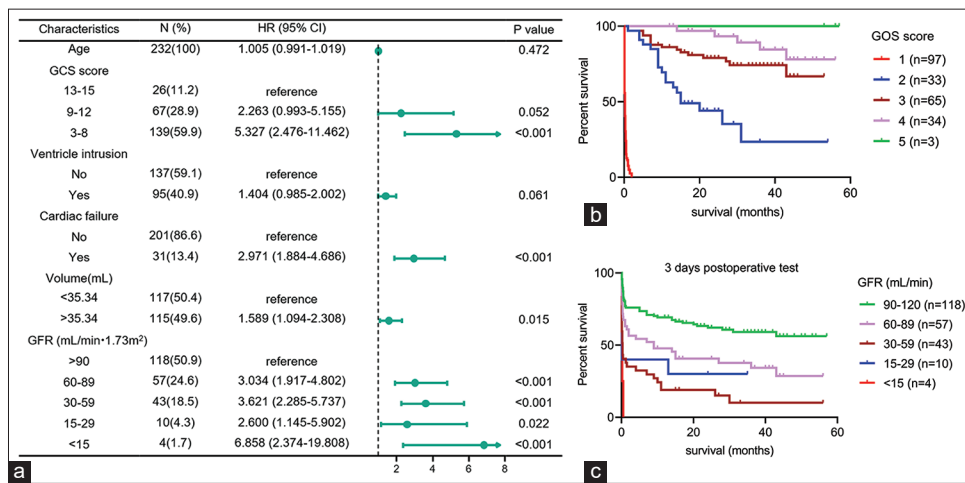 Characteristics N (%) HR (95% CI) P value
Age 232(100) 1.005 (0.991-1.019) 0.472
GCS score
13-15 26(11.2) reference
9-12 67(28.9) 2.263 (0.993-5.155) 0.052
3-8 139(59.9) 5.327 (2.476-11.462) <0.001
Ventricle intrusion
No 137(59.1) reference
Yes 95(40.9) 1.404 (0.985-2.002) 0.061
Cardiac failure
No 201(86.6) reference
Yes 31(13.4) 2.971 (1.884-4.686) <0.001
Volume(mL)
<35.34 117(50.4) reference
>35.34 115(49.6) 1.589 (1.094-2.308) 0.015
GFR (mL/min·1.73m²)
>90 118(50.9) reference
60-89 57(24.6) 3.034 (1.917-4.802) <0.001
30-59 43(18.5) 3.621 (2.285-5.737) <0.001
15-29 10(4.3) 2.600 (1.145-5.902) 0.022
<15 4(1.7) 6.858 (2.374-19.808) <0.001
2 4 6 8
a
Percent survival
100
50
0
0 20 40 60
survival (months)
GOS score
1 (n=97)
2 (n=33)
3 (n=65)
4 (n=34)
5 (n=3)
b
3 days postoperative test
Percent survival
100
50
0
0 20 40 60
survival (months)
GFR (mL/min)
90-120 (n=118)
60-89 (n=57)
30-59 (n=43)
15-29 (n=10)
<15 (n=4)
c